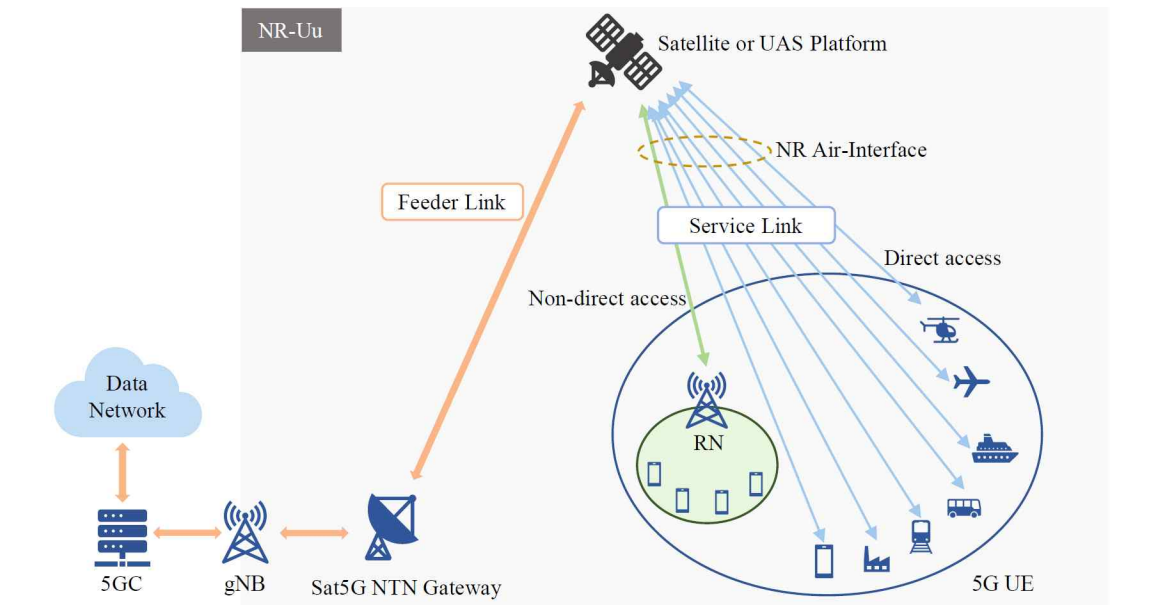 NR-Uu
Satellite or UAS Platform
NR Air-Interface
Feeder Link
Service Link
Direct access
Non-direct access
Data
Network
RN
5GC
gNB
Sat5G NTN Gateway
5G UE